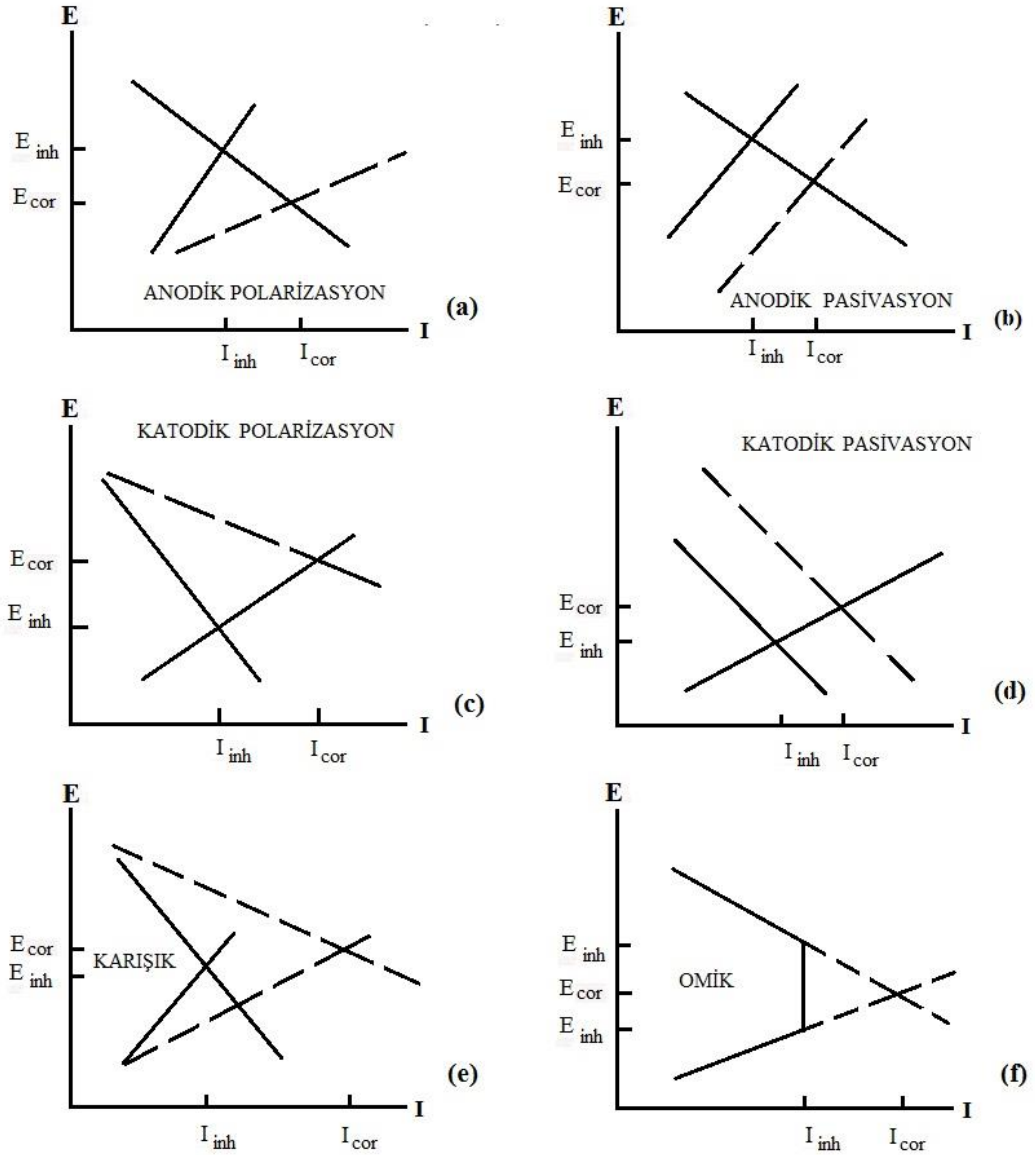 E
E inh
E cor
ANODİK POLARİZASYON
(a)
I
I inh
I cor
E
E inh
E cor
ANODİK PASİVASYON
(b)
I
I inh
I cor
E
KATODİK POLARİZASYON
E cor
E inh
(c)
I
I inh
I cor
E
KATODİK PASİVASYON
E cor
E inh
(d)
I
I inh
I cor
E
E cor
E inh
KARIŞIK
(e)
I
I inh
I cor
E
E inh
E cor
E inh
OMİK
(f)
I
I inh
I cor